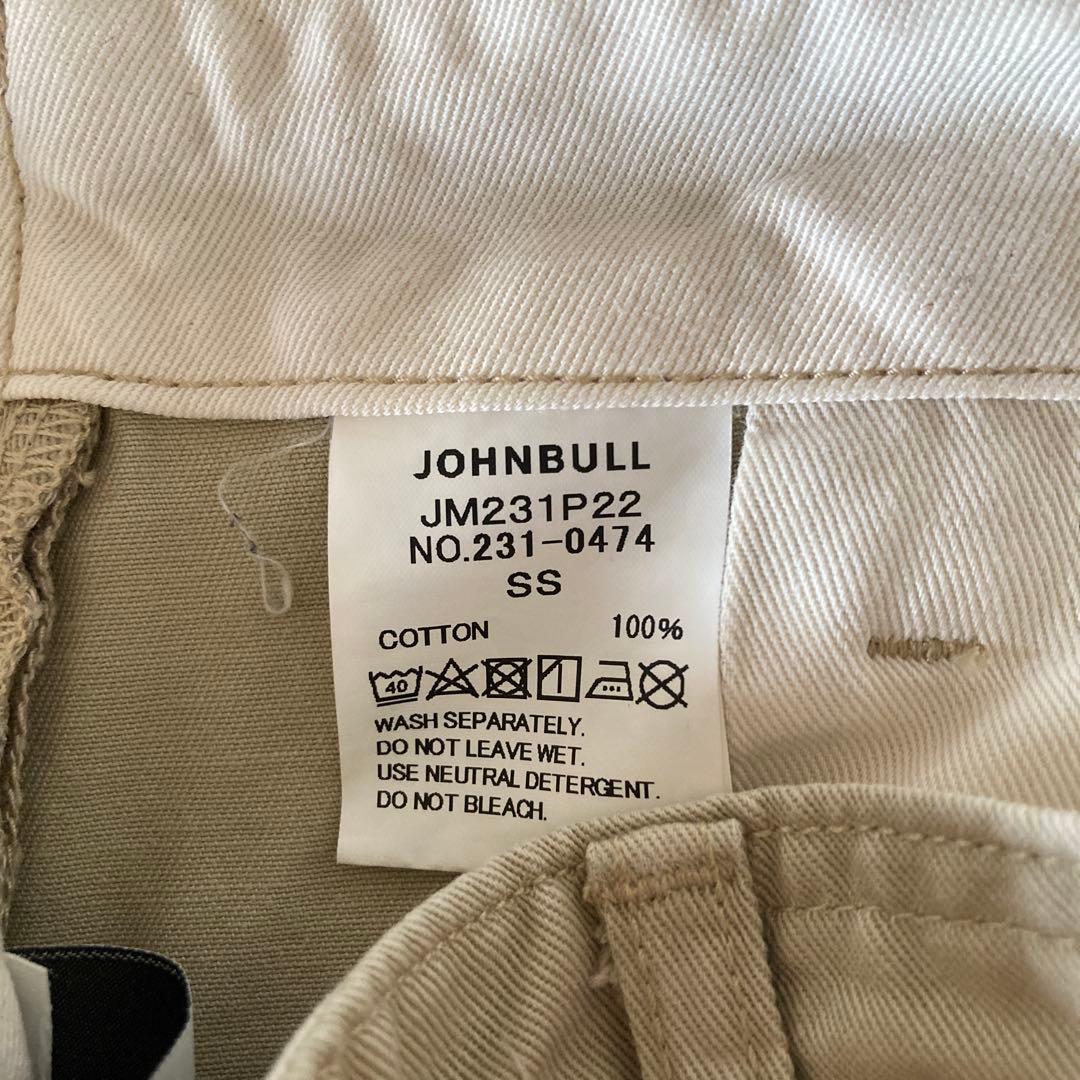 JOHNBULL
JM231P22
NO.231-0474
SS
COTTON 100%
40
WASH SEPARATELY.
DO NOT LEAVE WET.
USE NEUTRAL DETERGENT.
DO NOT BLEACH.